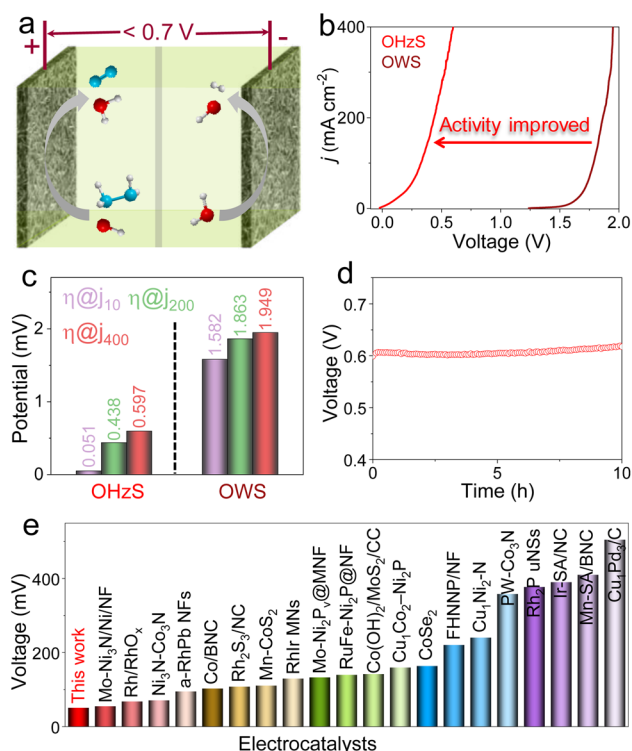 a
+
< 0.7 V
-
b
j (mA cm⁻²)
400
200
0
OHzS
OWS
Activity improved
0.0
0.5
1.0
1.5
2.0
Voltage (V)
c
Potential (mV)
2
1
0
η@j₁₀ η@j₂₀₀
η@j₄₀₀
0.051
0.438
0.597
1.582
1.863
1.949
OHzS
OWS
d
Voltage (V)
0.7
0.6
0.5
0.4
0
5
10
Time (h)
e
Voltage (mV)
400
200
0
This work
Mo-Ni₃N/Ni/NF
Rh/RhOₓ
Ni₃N-Co₃N
a-RhPb NFs
Co/BNC
Rh₂S₃/NC
Mn-CoS₂
RhIr MNs
Mo-Ni₂Pᵥ@MNF
RuFe-Ni₂P@NF
Co(OH)₂/MoS₂/CC
Cu₁Co₂–Ni₂P
CoSe₂
FHNNP/NF
Cu₁Ni₂-N
PW-Co₃N
Rh₂P uNSs
Ir-SA/NC
Mn-SA/BNC
Cu₁Pd₃/C
Electrocatalysts